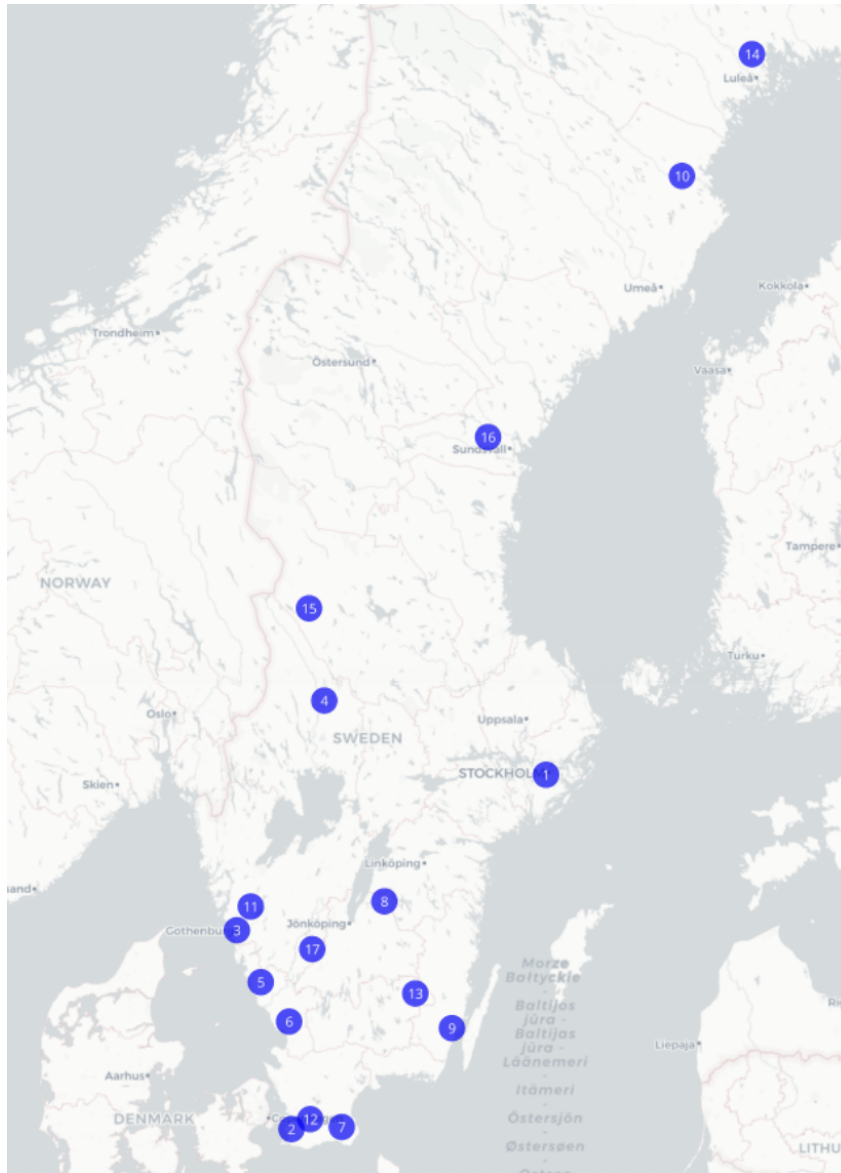 14
Luleå
10
Umeå
Kokkola
Trondheim
Östersund
Vaasa
16
Tampere
NORWAY
15
Turku
4
Oslo
Uppsala
SWEDEN
STOCKHOLM
1
Skien
Linköping
8
11
Gothenburg
3
Jönköping
17
5
13
6
9
Morze
Bałtyckie
-
Baltijos
jūra -
Baltijas
jūra -
Läänemeri
-
Itämeri
-
Östersjön
-
Østersøen
-
Liepaja
Aarhus
DENMARK
12
2
7